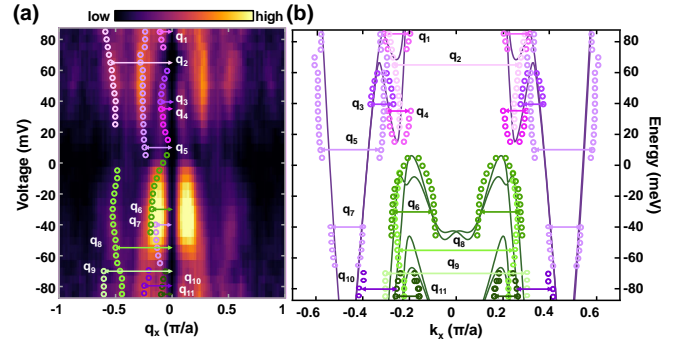 low high
(a)
80
60
40
20
0
-20
-40
-60
-80
Voltage (mV)
q1
q2
q3
q4
q5
q6
q7
q8
q9
q10
q11
-1 -0.5 0 0.5 1
qx (π/a)
(b)
q1
q2
q3
q4
q5
q6
q7
q8
q9
q10
q11
80
60
40
20
0
-20
-40
-60
-80
Energy (meV)
-0.6 -0.4 -0.2 0 0.2 0.4 0.6
kx (π/a)